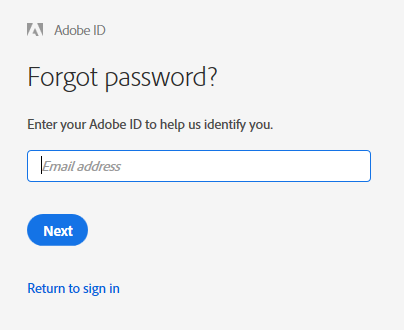 Adobe ID
Forgot password?
Enter your Adobe ID to help us identify you.
Email address
Next
Return to sign in